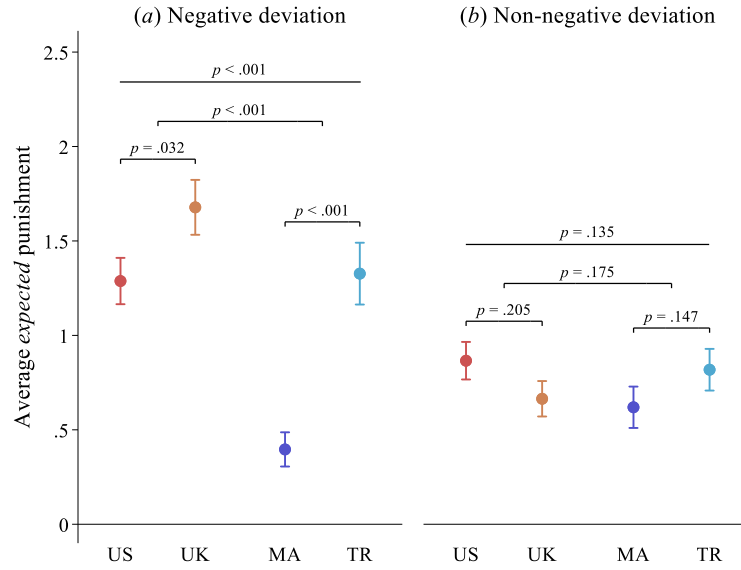 (a) Negative deviation
(b) Non-negative deviation
Average expected punishment
2.5
2
1.5
1
.5
0
p < .001
p < .001
p = .032
p < .001
US UK MA TR
p = .135
p = .175
p = .205
p = .147
US UK MA TR